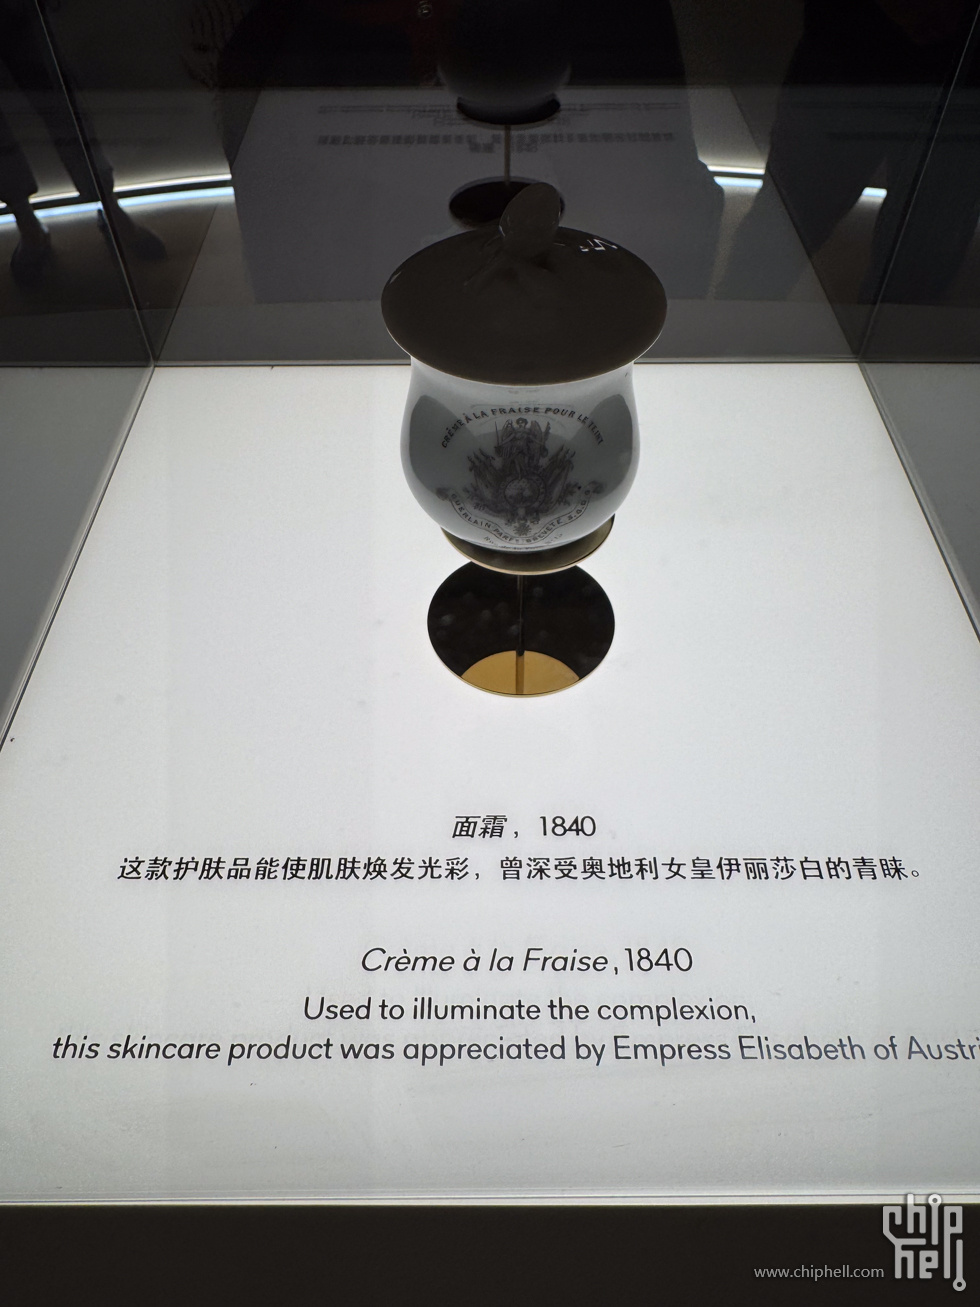 CRÈME À LA FRAISE POUR LE TEINT
GUERLAIN PARF. BREVETÉ S.G.D.G.
面霜，1840
这款护肤品能使肌肤焕发光彩，曾深受奥地利女皇伊丽莎白的青睐。
Crème à la Fraise, 1840
Used to illuminate the complexion,
this skincare product was appreciated by Empress Elisabeth of Austri
chip
hell
www.chiphell.com